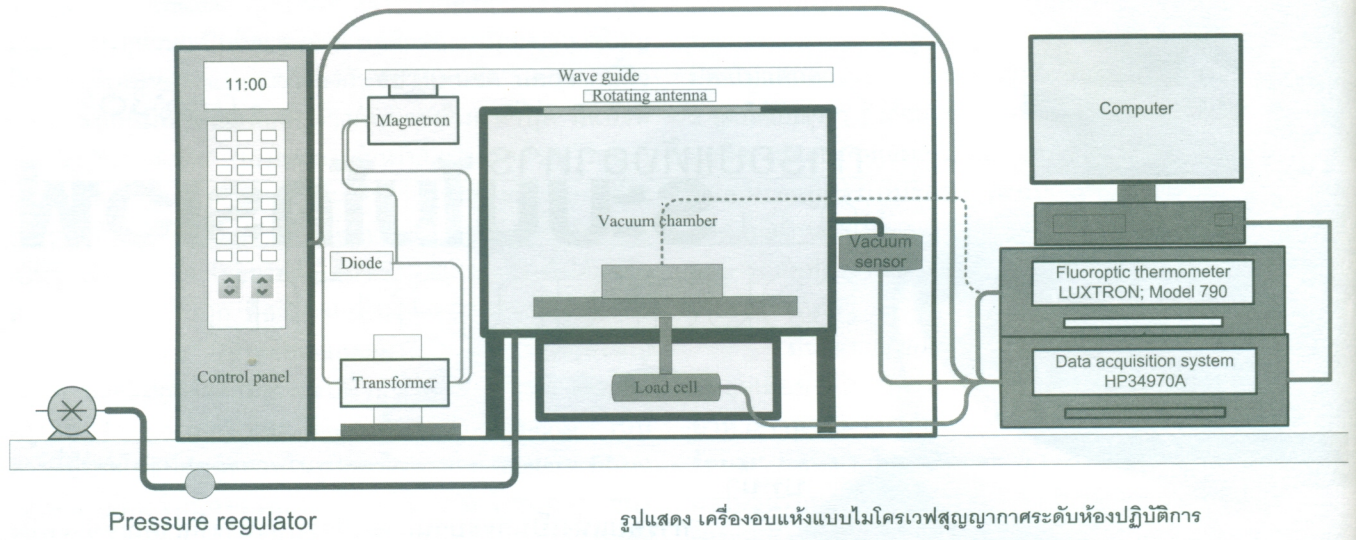 Wave guide
Rotating antenna
11:00
Magnetron
Computer
Vacuum chamber
Vacuum
sensor
Diode
Fluoroptic thermometer
LUXTRON; Model 790
Control panel
Transformer
Load cell
Data acquisition system
HP34970A
Pressure regulator
รูปแสดง เครื่องอบแห้งแบบไมโครเวฟสุญญากาศระดับห้องปฏิบัติการ